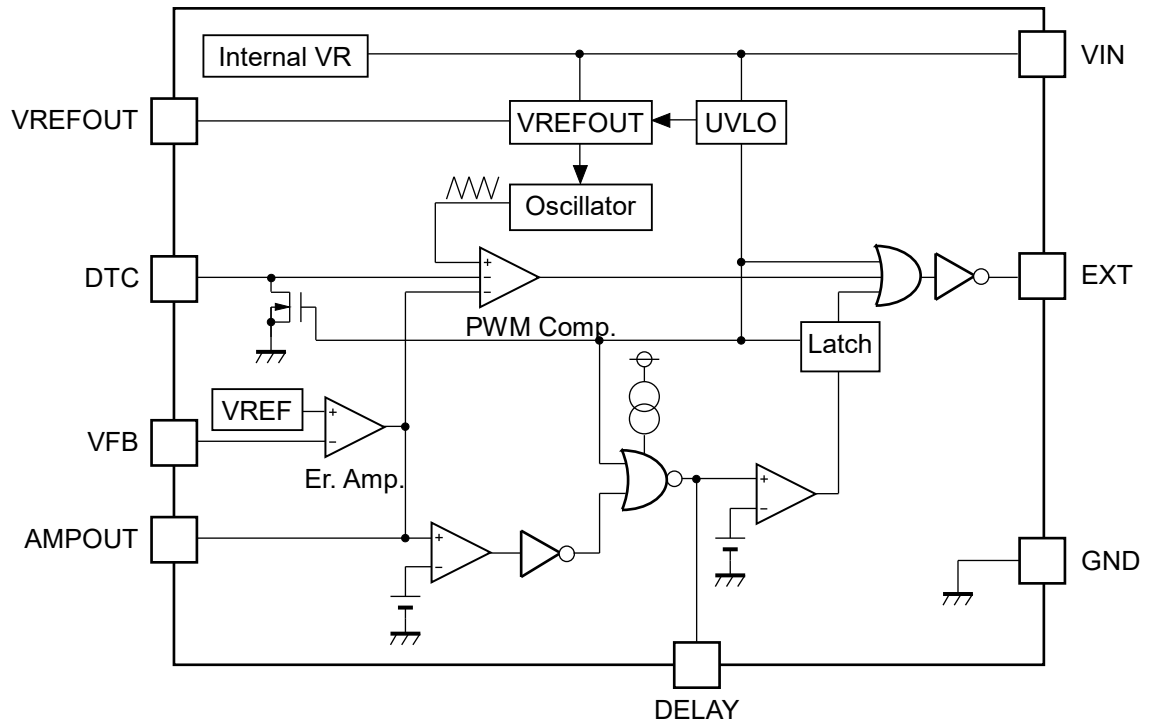 Internal VR
VIN
VREFOUT
VREFOUT
UVLO
Oscillator
DTC
+
−
−
EXT
PWM Comp.
Latch
VREF
+
VFB
−
Er. Amp.
+
−
AMPOUT
+
−
GND
DELAY